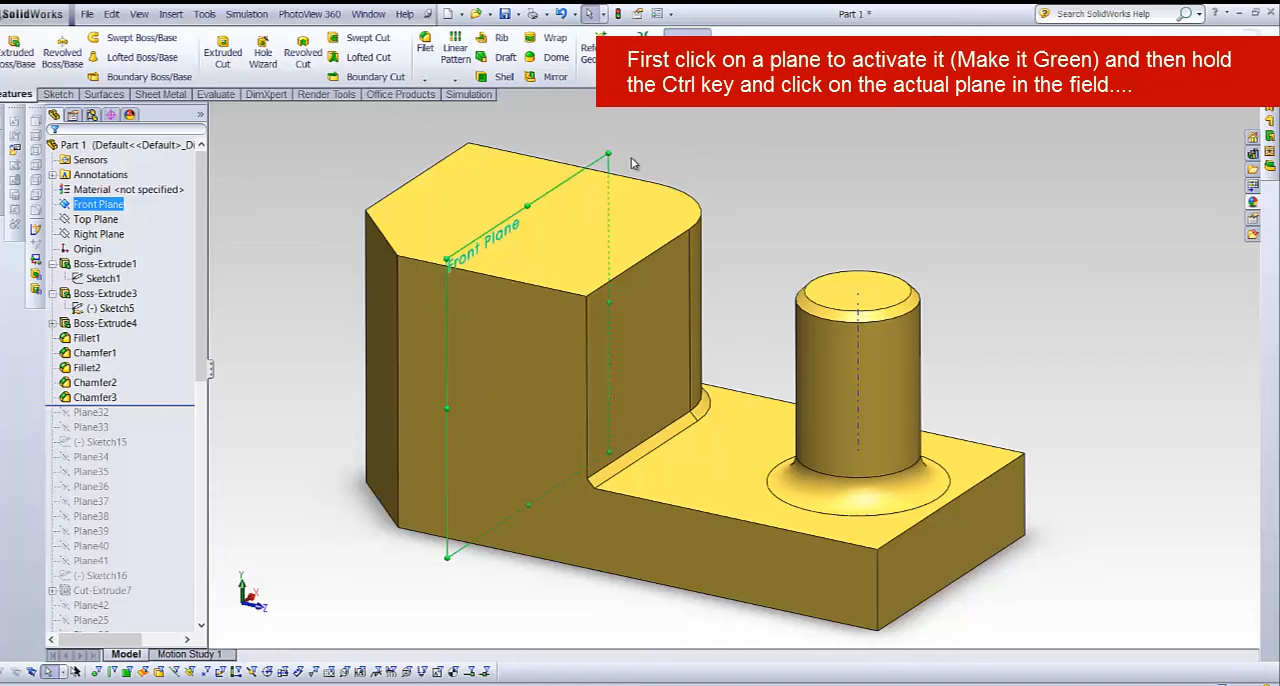 SolidWorks File Edit View Insert Tools Simulation PhotoView 360 Window Help Part 1 * Search SolidWorks Help
First click on a plane to activate it (Make it Green) and then hold
the Ctrl key and click on the actual plane in the field....
Swept Boss/Base
Lofted Boss/Base
Boundary Boss/Base
Revolved
Boss/Base
Extruded
Cut
Hole
Wizard
Revolved
Cut
Swept Cut
Lofted Cut
Boundary Cut
Fillet
Linear
Pattern
Rib
Draft
Shell
Wrap
Dome
Mirror
Sketch Surfaces Sheet Metal Evaluate DimXpert Render Tools Office Products Simulation
Part 1 (Default<<Default>_Di
Sensors
Annotations
Material <not specified>
Front Plane
Top Plane
Right Plane
Origin
Boss-Extrude1
Sketch1
Boss-Extrude3
(-) Sketch5
Boss-Extrude4
Fillet1
Chamfer1
Fillet2
Chamfer2
Chamfer3
Plane32
Plane33
(-) Sketch15
Plane34
Plane35
Plane36
Plane37
Plane38
Plane39
Plane40
Plane41
(-) Sketch16
Cut-Extrude7
Plane42
Plane25
Front Plane
Y
X
Z
Model Motion Study 1